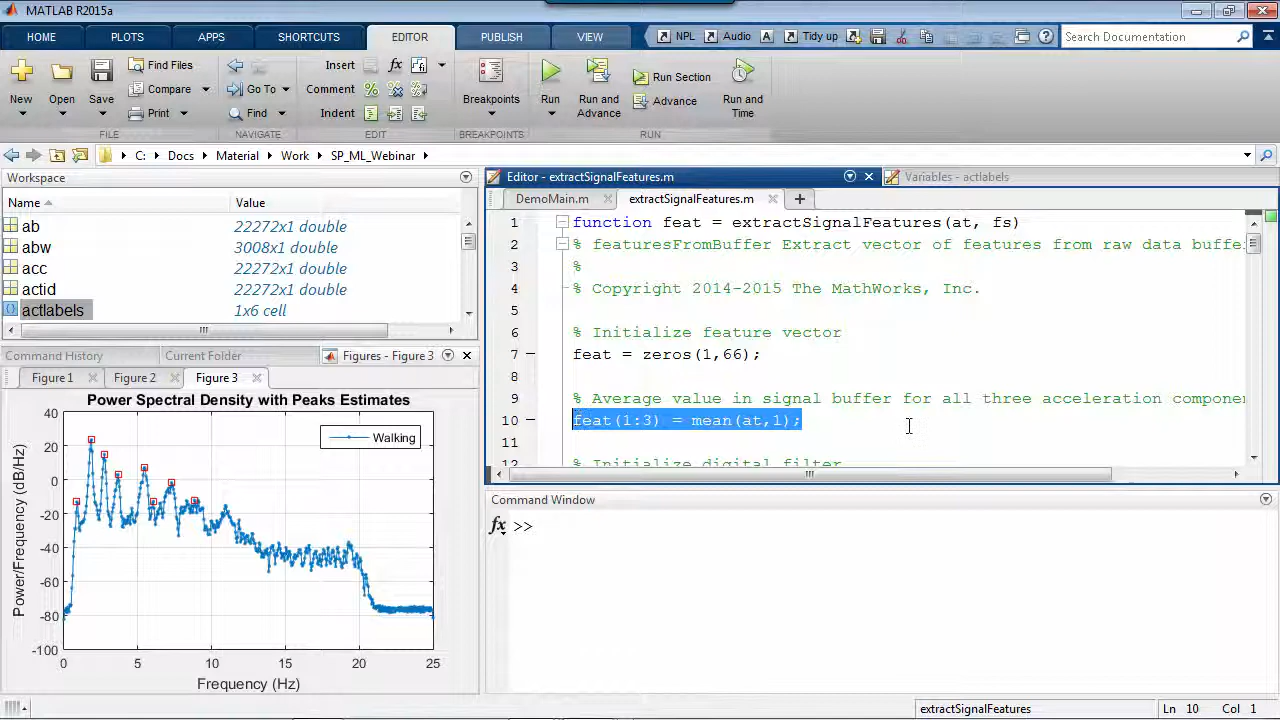 MATLAB R2015a
HOME PLOTS APPS SHORTCUTS EDITOR PUBLISH VIEW NPL Audio A Tidy up Search Documentation
New Open Save Find Files Compare Print
Go To Find
Insert fx Comment Indent
Breakpoints Run Run and Advance Run Section Advance Run and Time
FILE NAVIGATE EDIT BREAKPOINTS RUN
C: Docs Material Work SP_ML_Webinar
Workspace
Name Value
ab 22272x1 double
abw 3008x1 double
acc 22272x1 double
actid 22272x1 double
actlabels 1x6 cell
Command History Current Folder Figures - Figure 3
Figure 1 Figure 2 Figure 3
Power Spectral Density with Peaks Estimates
Walking
Power/Frequency (dB/Hz)
40
20
0
-20
-40
-60
-80
-100
0 5 10 15 20 25
Frequency (Hz)
Editor - extractSignalFeatures.m Variables - actlabels
DemoMain.m extractSignalFeatures.m
1 function feat = extractSignalFeatures(at, fs)
2 % featuresFromBuffer Extract vector of features from raw data buffe
3 %
4 % Copyright 2014-2015 The MathWorks, Inc.
5
6 % Initialize feature vector
7 feat = zeros(1,66);
8
9 % Average value in signal buffer for all three acceleration compone
10 feat(1:3) = mean(at,1);
11
12 % Initialize digital filter
Command Window
fx >>
extractSignalFeatures Ln 10 Col 1